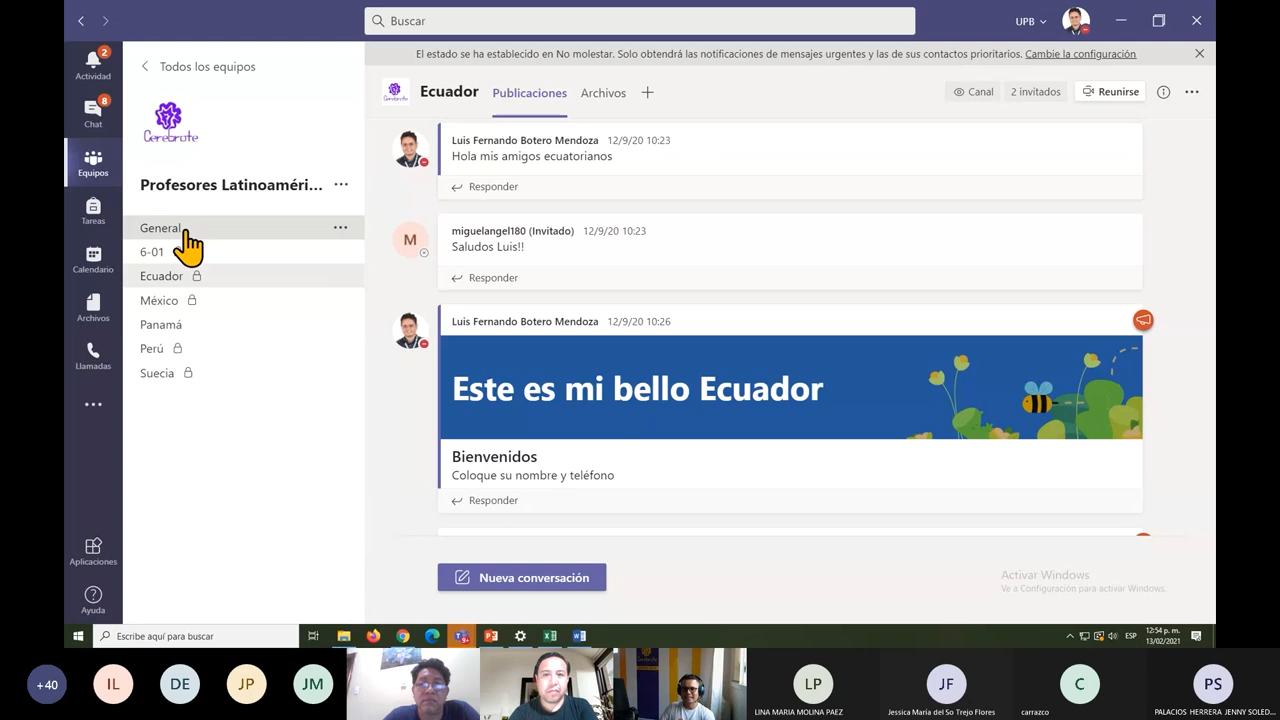 Buscar
UPB
El estado se ha establecido en No molestar. Solo obtendrá las notificaciones de mensajes urgentes y las de sus contactos prioritarios. Cambie la configuración
2
Actividad
8
Chat
Equipos
Tareas
Calendario
Archivos
Llamadas
Aplicaciones
Ayuda
Todos los equipos
Cerebrote
Profesores Latinoaméri...
General
6-01
Ecuador
México
Panamá
Perú
Suecia
Ecuador
Publicaciones
Archivos
Canal
2 invitados
Reunirse
Luis Fernando Botero Mendoza 12/9/20 10:23
Hola mis amigos ecuatorianos
Responder
M
miguelangel180 (Invitado) 12/9/20 10:23
Saludos Luis!!
Responder
Luis Fernando Botero Mendoza 12/9/20 10:26
Este es mi bello Ecuador
Bienvenidos
Coloque su nombre y teléfono
Responder
Nueva conversación
Activar Windows
Ve a Configuración para activar Windows.
Escribe aquí para buscar
ESP
12:54 p. m.
13/02/2021
+40
IL
DE
JP
JM
LP
LINA MARIA MOLINA PAEZ
JF
Jessica María del So Trejo Flores
C
carrazco
PS
PALACIOS HERRERA JENNY SOLED...